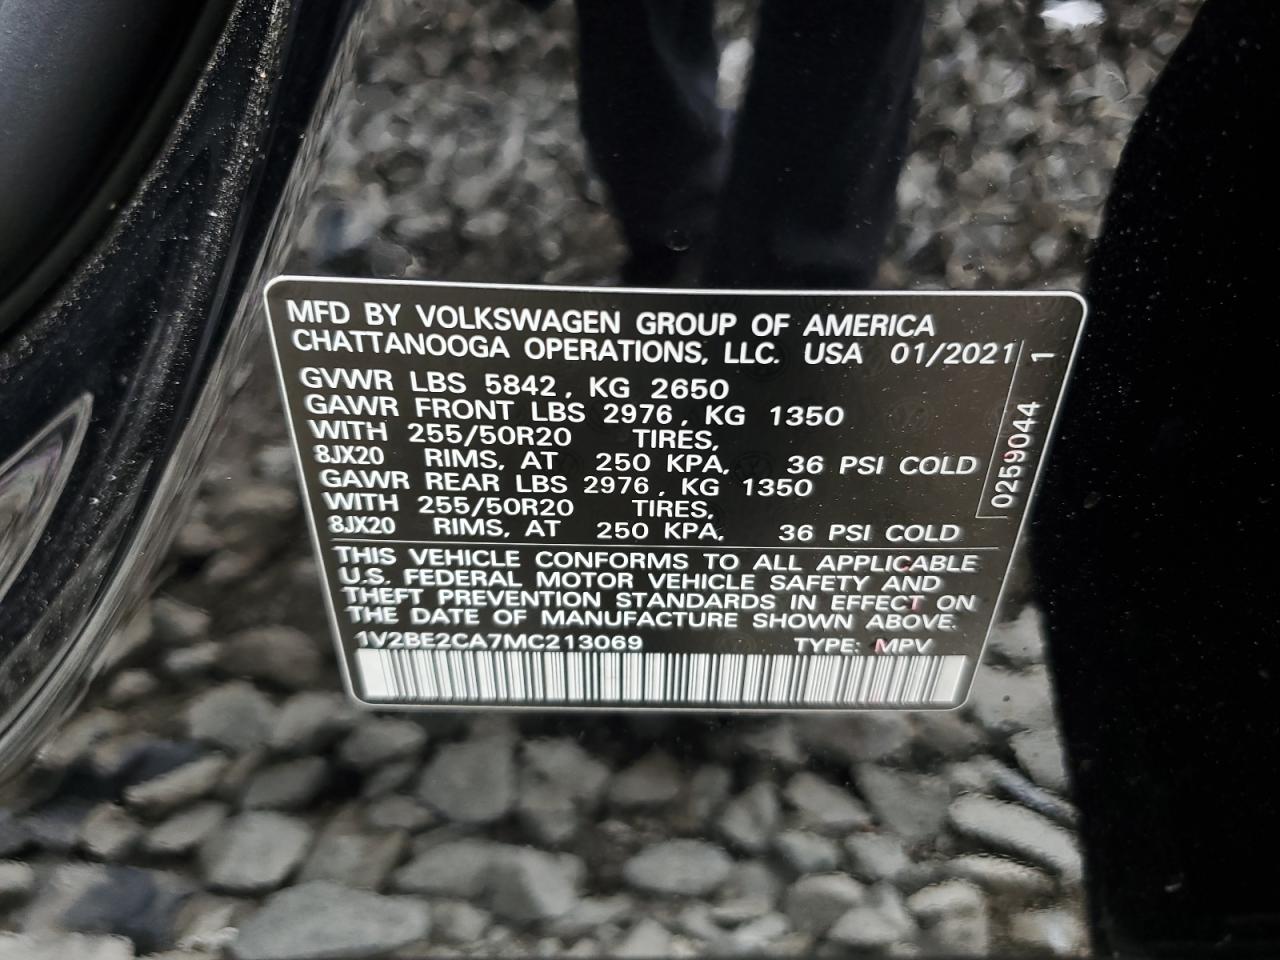 MFD BY VOLKSWAGEN GROUP OF AMERICA
CHATTANOOGA OPERATIONS, LLC. USA 01/2021
GVWR LBS 5842, KG 2650
GAWR FRONT LBS 2976, KG 1350
WITH 255/50R20 TIRES,
8JX20 RIMS, AT 250 KPA, 36 PSI COLD
GAWR REAR LBS 2976, KG 1350
WITH 255/50R20 TIRES,
8JX20 RIMS, AT 250 KPA, 36 PSI COLD
THIS VEHICLE CONFORMS TO ALL APPLICABLE
U.S. FEDERAL MOTOR VEHICLE SAFETY AND
THEFT PREVENTION STANDARDS IN EFFECT ON
THE DATE OF MANUFACTURE SHOWN ABOVE.
1V2BE2CA7MC213069 TYPE: MPV
0259044 1